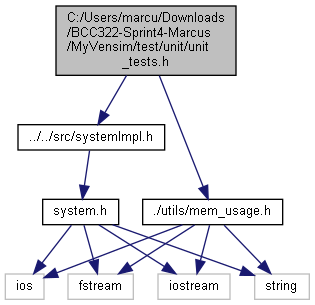 C:/Users/marcu/Downloads
/BCC322-Sprint4-Marcus
/MyVensim/test/unit/unit
_tests.h
../../src/systemImpl.h
system.h
./utils/mem_usage.h
ios
fstream
iostream
string